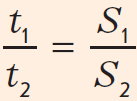 t₁/t₂ = S₁/S₂